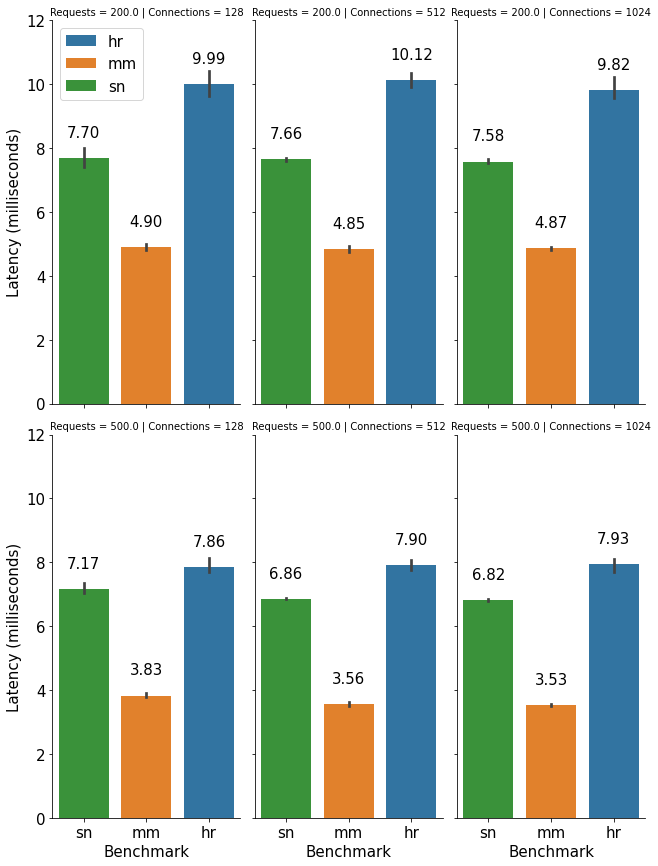 Requests = 200.0 | Connections = 128
Requests = 200.0 | Connections = 512
Requests = 200.0 | Connections = 1024
Latency (milliseconds)
12
10
8
6
4
2
0
hr
mm
sn
7.70
4.90
9.99
7.66
4.85
10.12
7.58
4.87
9.82
Requests = 500.0 | Connections = 128
Requests = 500.0 | Connections = 512
Requests = 500.0 | Connections = 1024
Latency (milliseconds)
12
10
8
6
4
2
0
7.17
3.83
7.86
6.86
3.56
7.90
6.82
3.53
7.93
sn mm hr
Benchmark
sn mm hr
Benchmark
sn mm hr
Benchmark